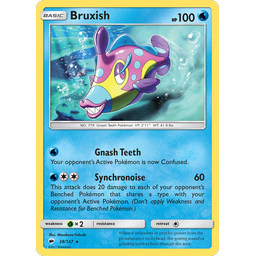 BASIC
Bruxish
HP100
NO. 779 Gnash Teeth Pokémon HT: 2'11" WT: 41.9 lbs.
Gnash Teeth
Your opponent's Active Pokémon is now Confused.
Synchronoise 60
This attack does 20 damage to each of your opponent's
Benched Pokémon that shares a type with your
opponent's Active Pokémon. (Don't apply Weakness and
Resistance for Benched Pokémon.)
weakness ×2 resistance retreat
38/147